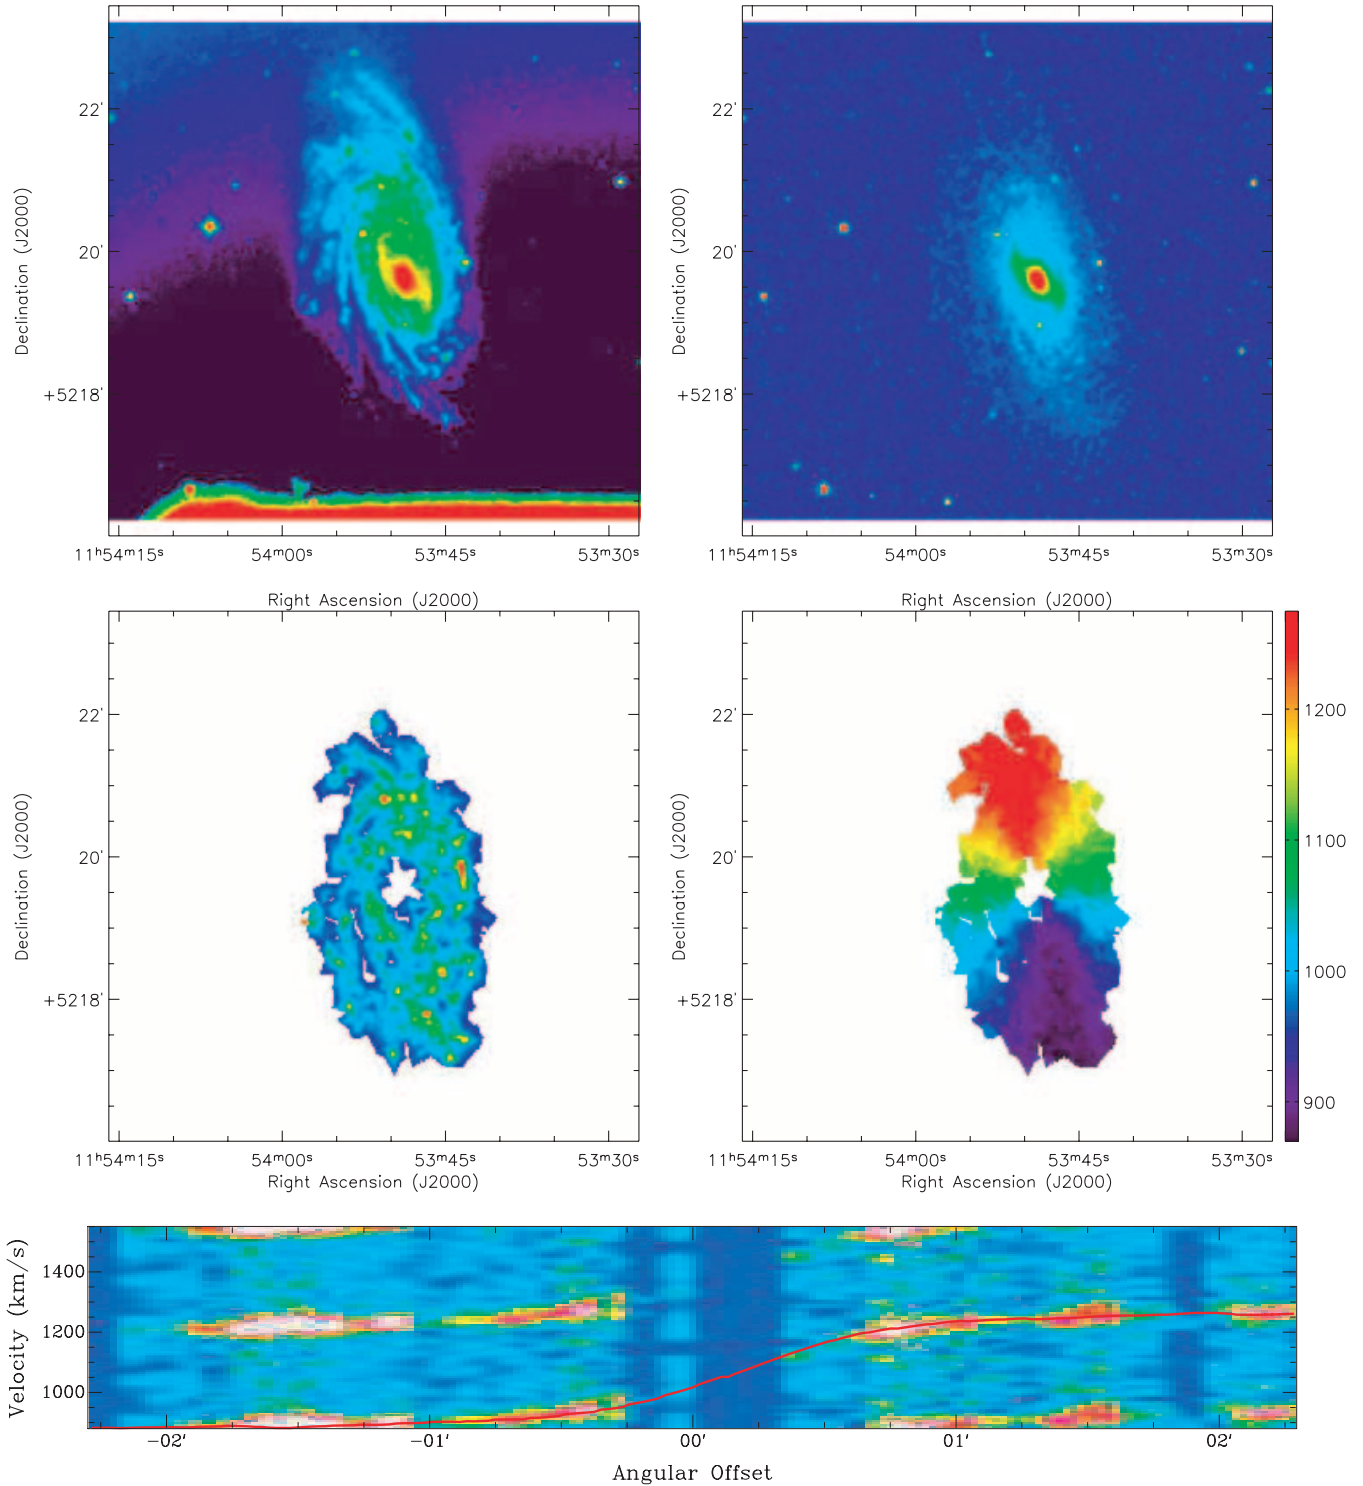 Declination (J2000)
22'
20'
+5218'
11h54m15s 54m00s 53m45s 53m30s
Right Ascension (J2000)
Declination (J2000)
22'
20'
+5218'
11h54m15s 54m00s 53m45s 53m30s
Right Ascension (J2000)
Declination (J2000)
22'
20'
+5218'
11h54m15s 54m00s 53m45s 53m30s
Right Ascension (J2000)
Declination (J2000)
22'
20'
+5218'
11h54m15s 54m00s 53m45s 53m30s
Right Ascension (J2000)
1200
1100
1000
900
Velocity (km/s)
1400
1200
1000
-02' -01' 00' 01' 02'
Angular Offset